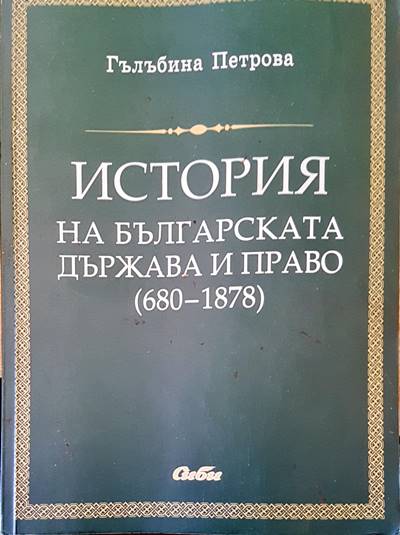 Гълъбина Петрова
ИСТОРИЯ
НА БЪЛГАРСКАТА
ДЪРЖАВА И ПРАВО
(680–1878)
Сиби